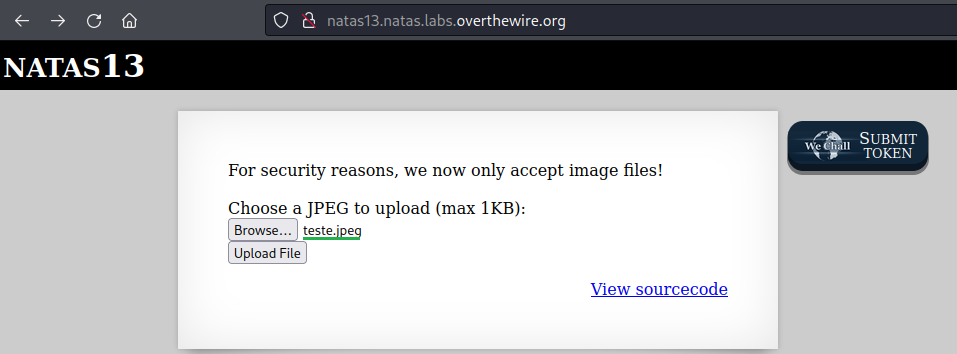 natas13.natas.labs.overthewire.org
NATAS13
We Chall
SUBMIT
TOKEN
For security reasons, we now only accept image files!
Choose a JPEG to upload (max 1KB):
Browse... teste.jpeg
Upload File
View sourcecode